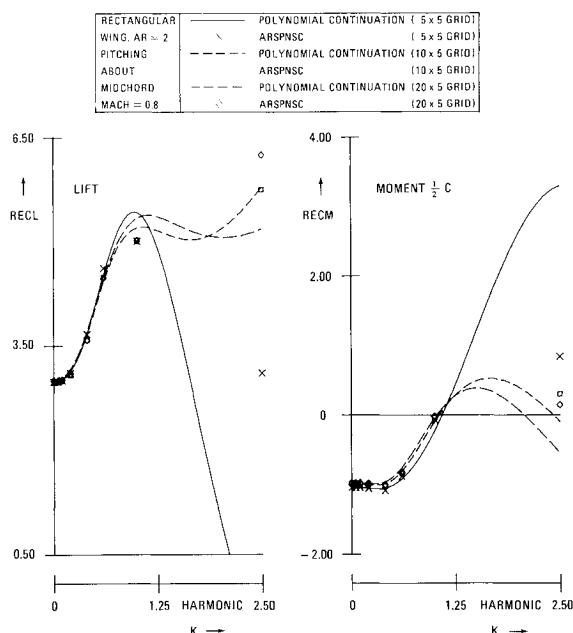 RECTANGULAR POLYNOMIAL CONTINUATION (5 x 5 GRID)
WING, AR = 2 ARSPNSC (5 x 5 GRID)
PITCHING POLYNOMIAL CONTINUATION (10 x 5 GRID)
ABOUT ARSPNSC (10 x 5 GRID)
MIDCHORD POLYNOMIAL CONTINUATION (20 x 5 GRID)
MACH = 0.8 ARSPNSC (20 x 5 GRID)
6.50
LIFT
RECL
3.50
0.50
0 1.25 HARMONIC 2.50
K
4.00
MOMENT 1/2 C
RECM
2.00
0
-2.00
0 1.25 HARMONIC 2.50
K